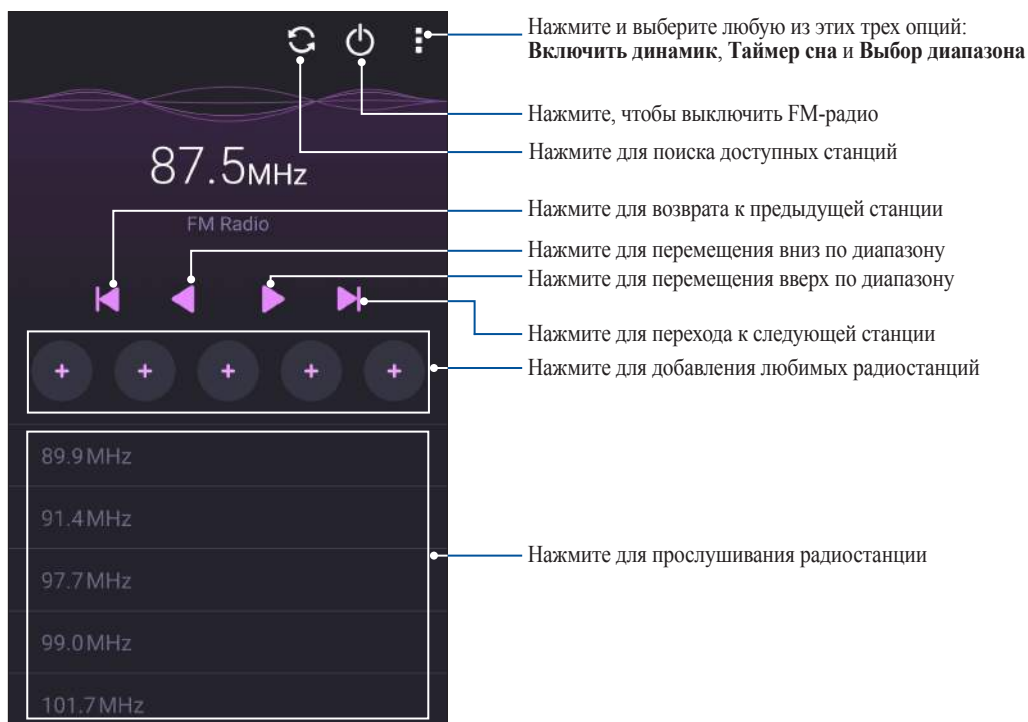 Нажмите и выберите любую из этих трех опций:
Включить динамик, Таймер сна и Выбор диапазона
Нажмите, чтобы выключить FM-радио
Нажмите для поиска доступных станций
87.5MHz
FM Radio
Нажмите для возврата к предыдущей станции
Нажмите для перемещения вниз по диапазону
Нажмите для перемещения вверх по диапазону
Нажмите для перехода к следующей станции
Нажмите для добавления любимых радиостанций
+ + + + +
89.9MHz
91.4MHz
97.7MHz
99.0MHz
101.7MHz
Нажмите для прослушивания радиостанции